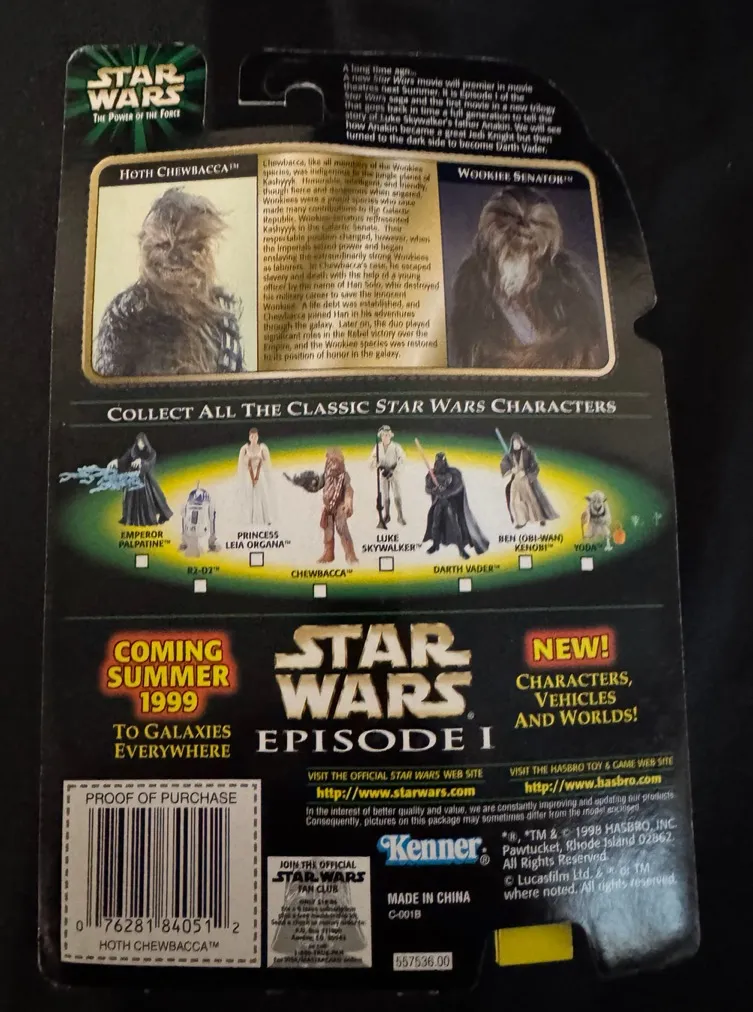 STAR
WARS
THE POWER OF THE FORCE
A long time ago...
A new Star Wars movie will premier in movie
theatres next Summer. It is Episode I of the
Star Wars saga and the first movie in a new trilogy
that goes back in time a full generation to tell the
story of Luke Skywalker's father Anakin. We will see
how Anakin became a great Jedi Knight but then
turned to the dark side to become Darth Vader.
HOTH CHEWBACCA™
Chewbacca, like all members of the Wookiee
species, was indigenous to the jungle planet of
Kashyyyk. Honorable, intelligent, and friendly,
though fierce and dangerous when angered,
Wookiees were a great species who once
made many contributions to the Galactic
Republic. Wookiee senators represented
Kashyyyk in the Galactic Senate. Their
respectable position changed, however, when
the Imperials seized power and began
enslaving the extraordinarily strong Wookiees
as laborers. In Chewbacca's case, he escaped
slavery and death with the help of a young
officer by the name of Han Solo, who destroyed
his military career to save the innocent
Wookiee. A life debt was established, and
Chewbacca joined Han in his adventures
through the galaxy. Later on, the duo played
significant roles in the Rebel victory over the
Empire, and the Wookiee species was restored
to its position of honor in the galaxy.
WOOKIEE SENATOR™
COLLECT ALL THE CLASSIC STAR WARS CHARACTERS
EMPEROR
PALPATINE™
R2-D2™
PRINCESS
LEIA ORGANA™
CHEWBACCA™
LUKE
SKYWALKER™
DARTH VADER™
BEN (OBI-WAN)
KENOBI™
YODA™
COMING
SUMMER
1999
TO GALAXIES
EVERYWHERE
STAR
WARS®
EPISODE I
NEW!
CHARACTERS,
VEHICLES
AND WORLDS!
VISIT THE OFFICIAL STAR WARS WEB SITE
http://www.starwars.com
VISIT THE HASBRO TOY & GAME WEB SITE
http://www.hasbro.com
In the interest of better quality and value, we are constantly improving and updating our products.
Consequently, pictures on this package may sometimes differ from the model enclosed.
PROOF OF PURCHASE
0 76281 84051 2
HOTH CHEWBACCA™
JOIN THE OFFICIAL
STAR WARS
FAN CLUB
Kenner®
MADE IN CHINA
C-001B
557536.00
*®, *TM & © 1998 HASBRO, INC.
Pawtucket, Rhode Island 02862.
All Rights Reserved.
© Lucasfilm Ltd. & ® or TM
where noted. All rights reserved.